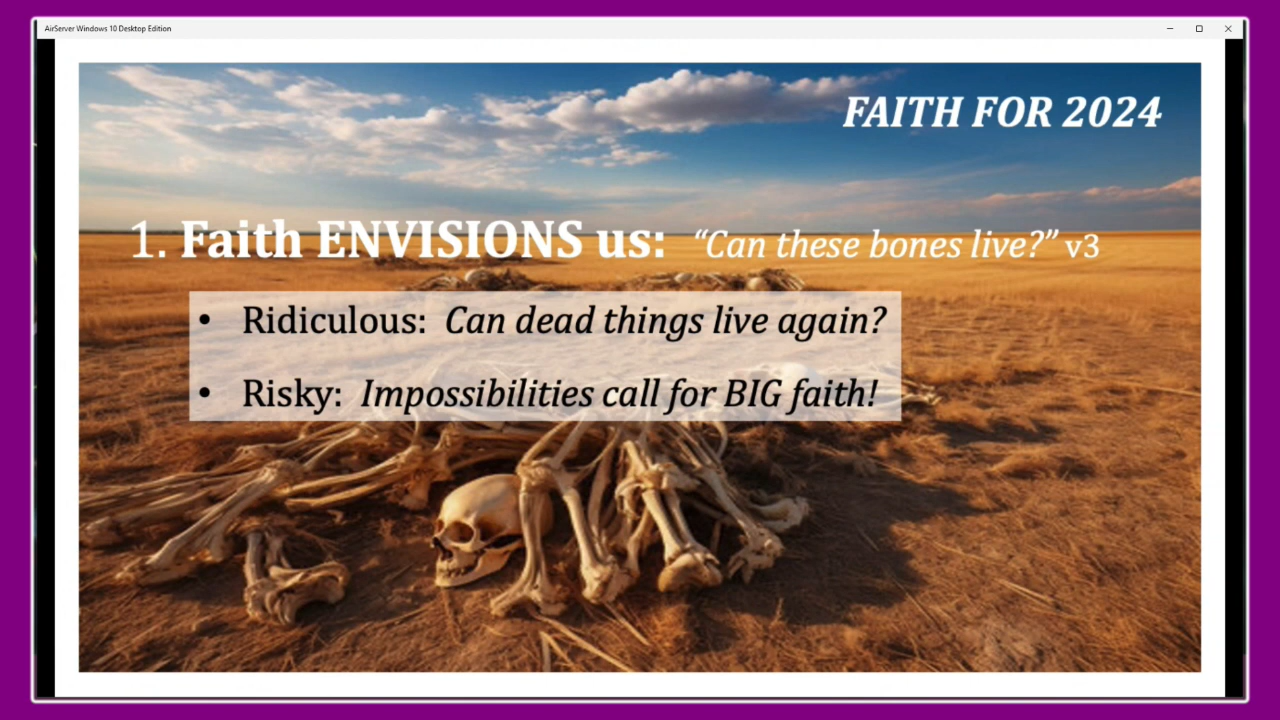 AirServer Windows 10 Desktop Edition
FAITH FOR 2024
1. Faith ENVISIONS us: “Can these bones live?” v3
• Ridiculous: Can dead things live again?
• Risky: Impossibilities call for BIG faith!